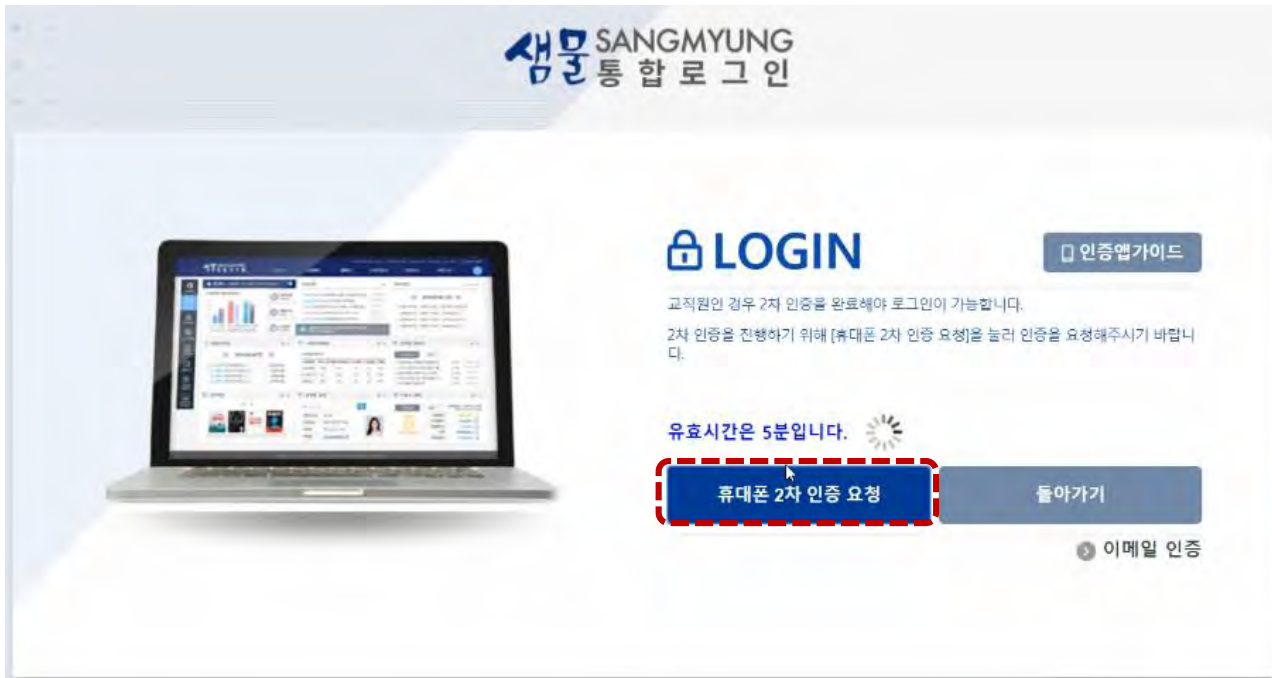 샘물 SANGMYUNG
통합로그인
LOGIN
인증앱가이드
교직원인 경우 2차 인증을 완료해야 로그인이 가능합니다.
2차 인증을 진행하기 위해 [휴대폰 2차 인증 요청]을 눌러 인증을 요청해주시기 바랍니
다.
유효시간은 5분입니다.
휴대폰 2차 인증 요청
돌아가기
이메일 인증